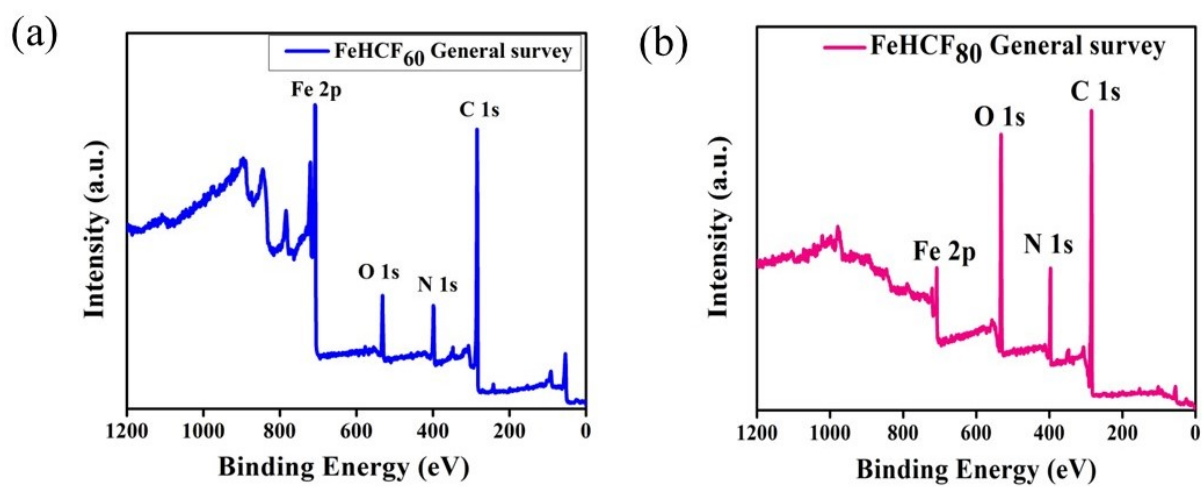 (a)
FeHCF60 General survey
Fe 2p
C 1s
O 1s
N 1s
Intensity (a.u.)
1200 1000 800 600 400 200 0
Binding Energy (eV)
(b)
FeHCF80 General survey
C 1s
O 1s
N 1s
Fe 2p
Intensity (a.u.)
1200 1000 800 600 400 200 0
Binding Energy (eV)